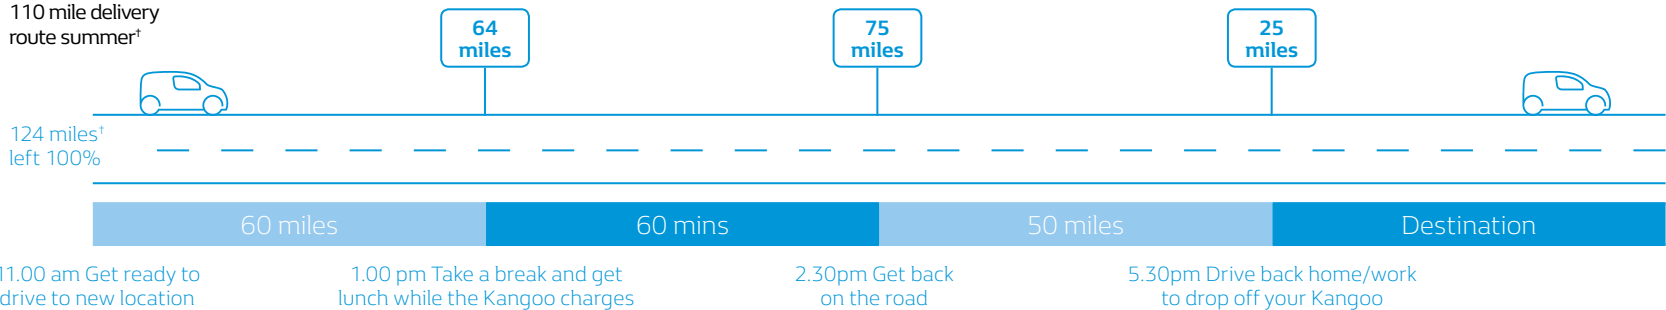 110 mile delivery
route summer†
64
miles
75
miles
25
miles
124 miles†
left 100%
60 miles
60 mins
50 miles
Destination
11.00 am Get ready to
drive to new location
1.00 pm Take a break and get
lunch while the Kangoo charges
2.30pm Get back
on the road
5.30pm Drive back home/work
to drop off your Kangoo